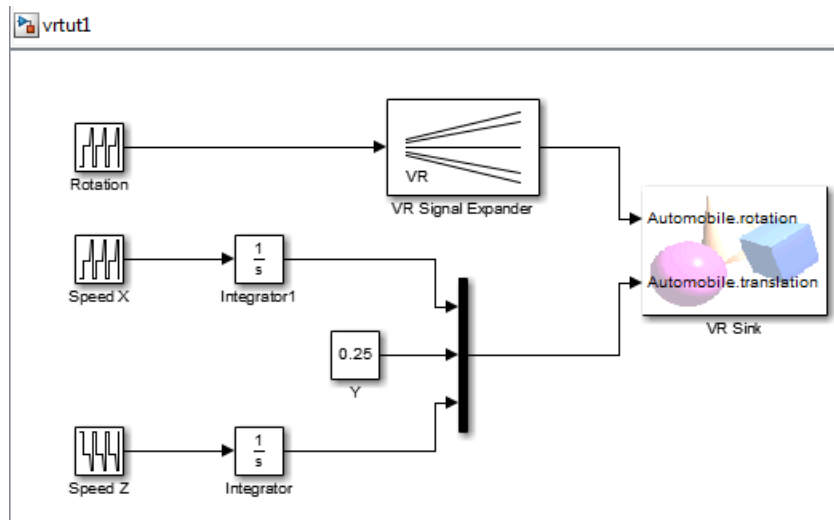 vrtut1
Rotation
VR
VR Signal Expander
Automobile.rotation
Automobile.translation
VR Sink
Speed X
1
s
Integrator1
0.25
Y
Speed Z
1
s
Integrator